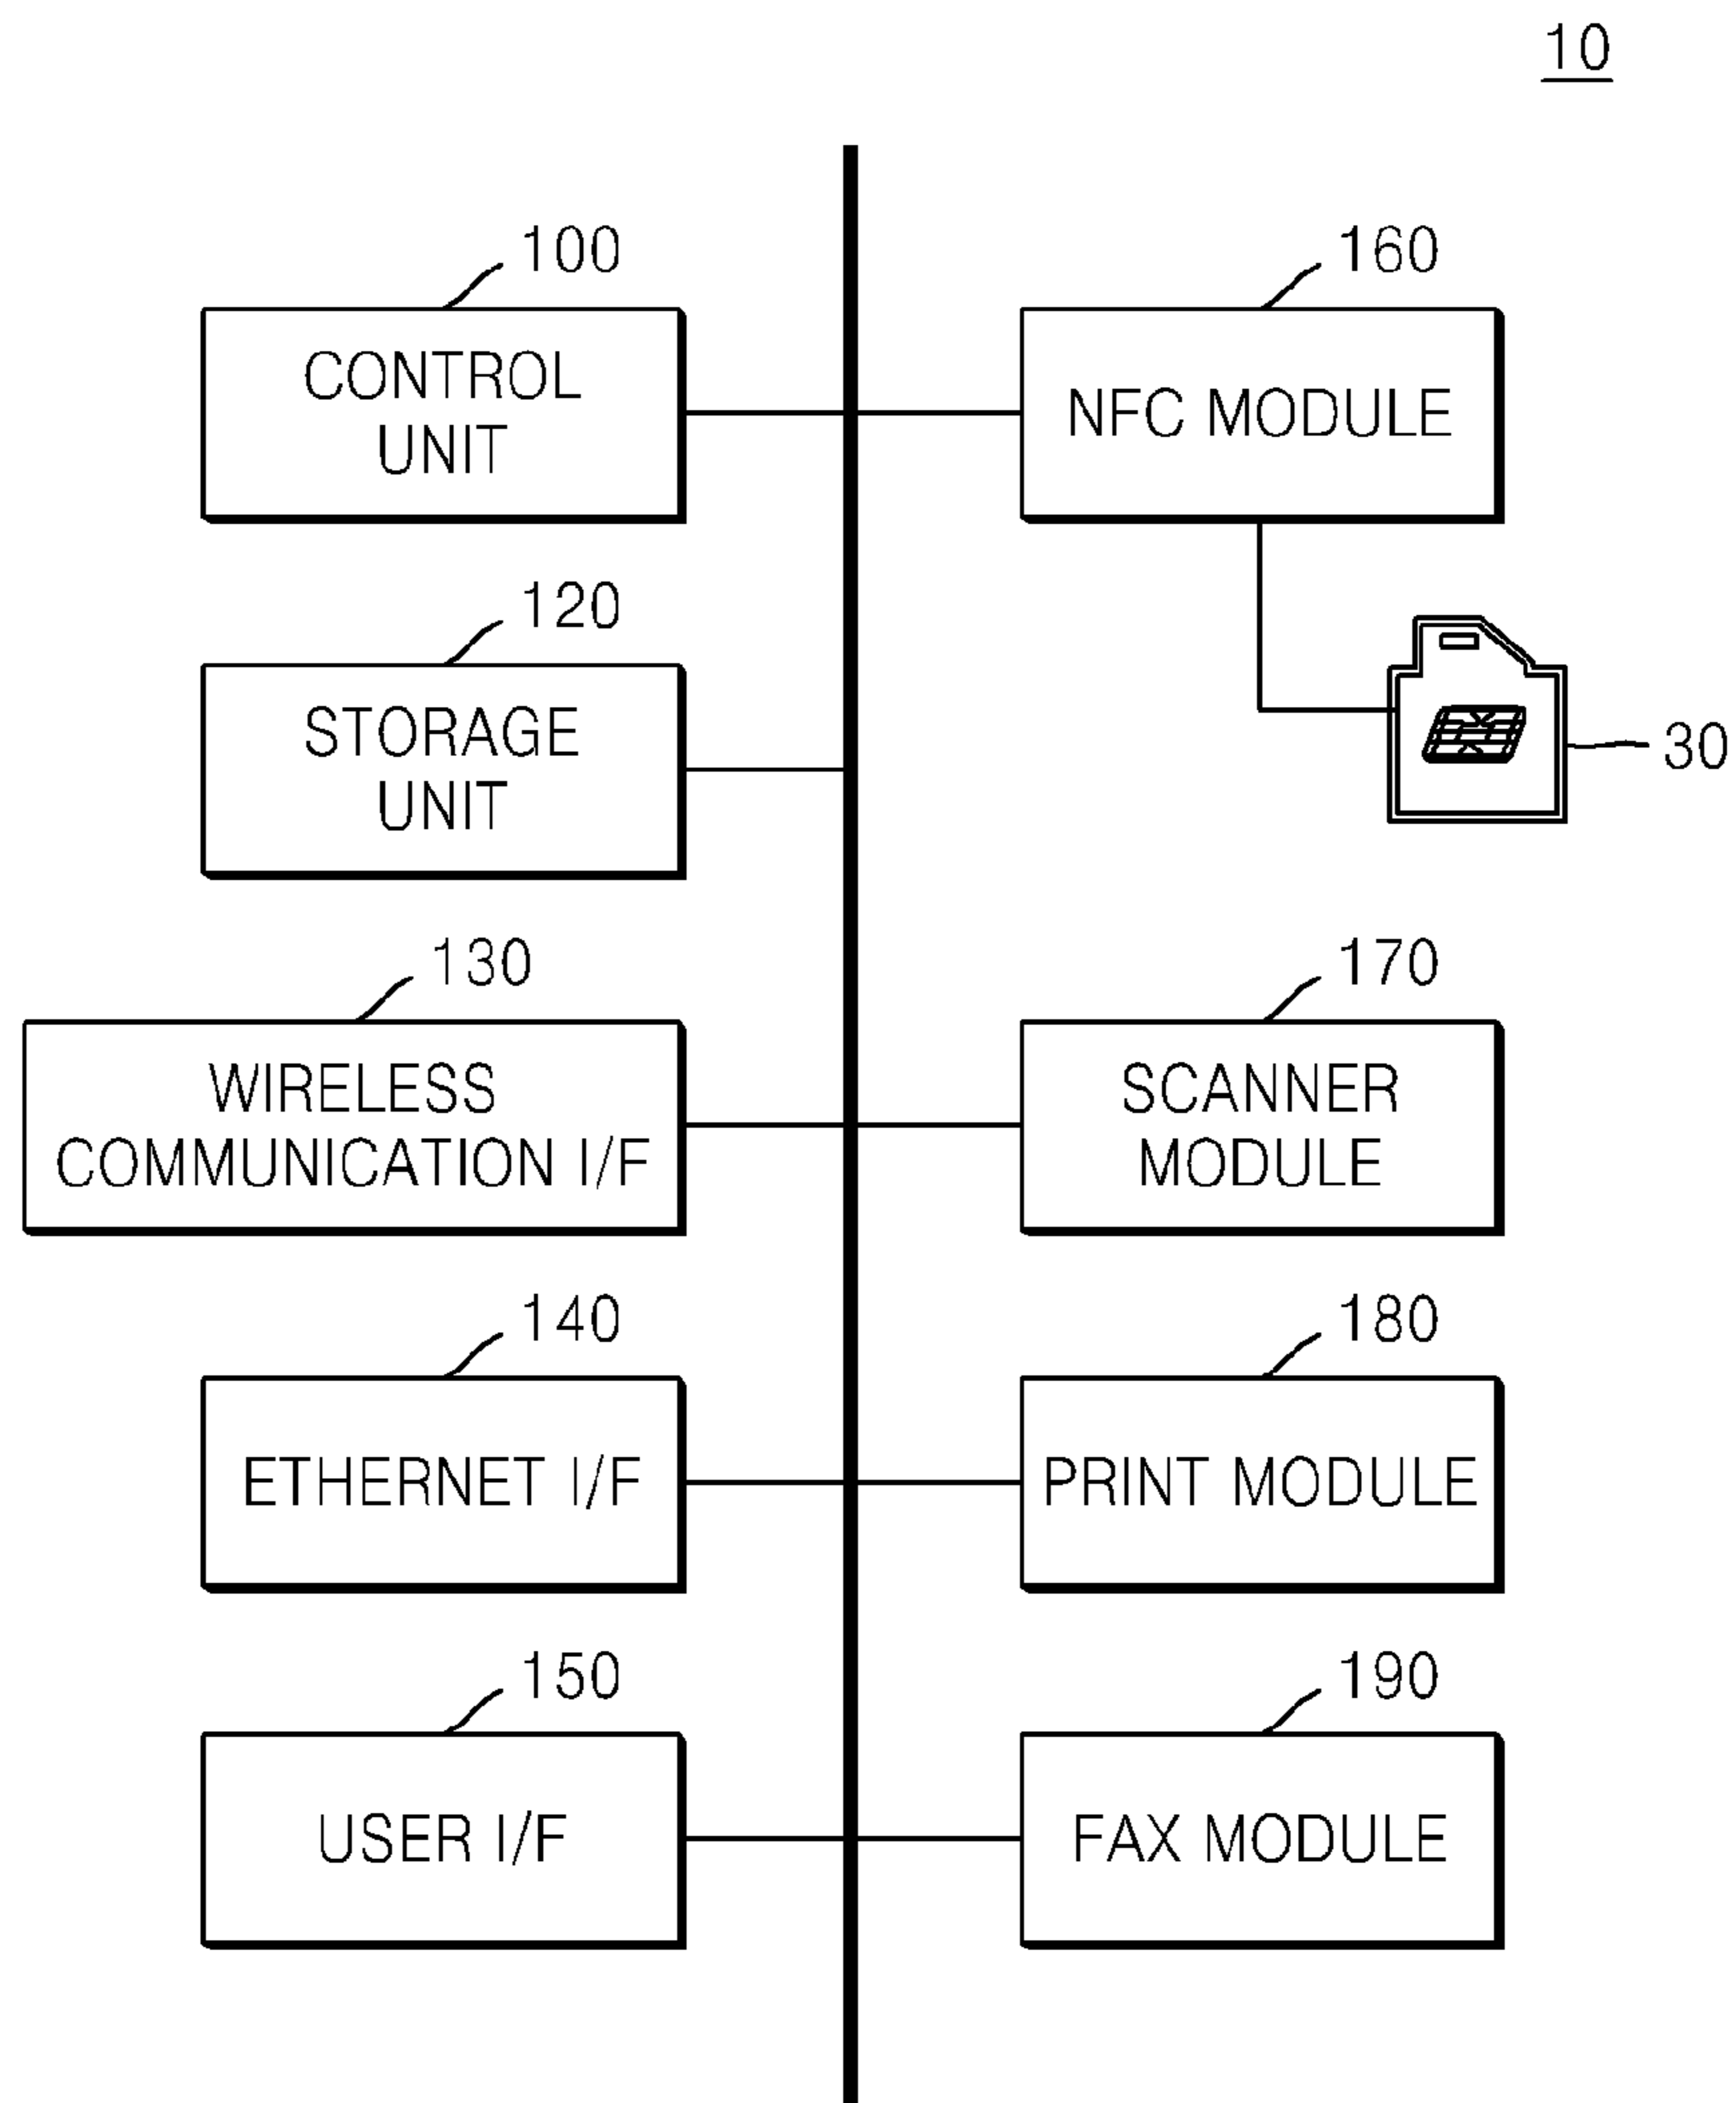 10
100
CONTROL
UNIT
160
NFC MODULE
120
STORAGE
UNIT
30
130
WIRELESS
COMMUNICATION I/F
170
SCANNER
MODULE
140
ETHERNET I/F
180
PRINT MODULE
150
USER I/F
190
FAX MODULE